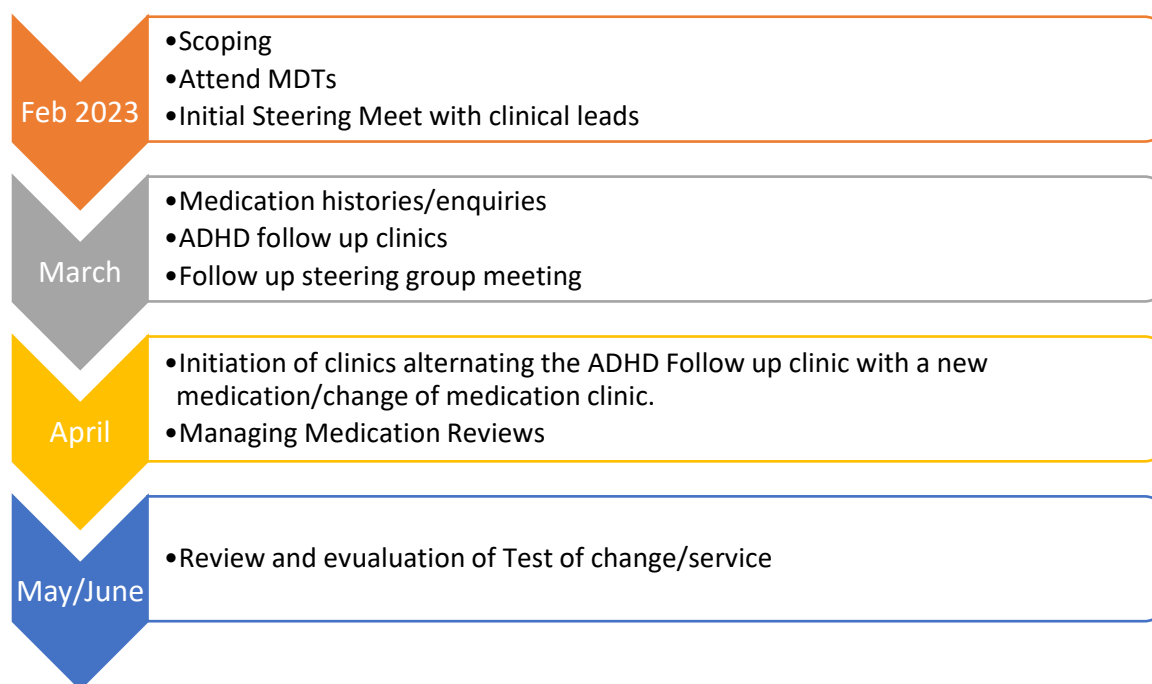 Feb 2023
•Scoping
•Attend MDTs
•Initial Steering Meet with clinical leads
March
•Medication histories/enquiries
•ADHD follow up clinics
•Follow up steering group meeting
April
•Initiation of clinics alternating the ADHD Follow up clinic with a new
medication/change of medication clinic.
•Managing Medication Reviews
May/June
•Review and evualuation of Test of change/service